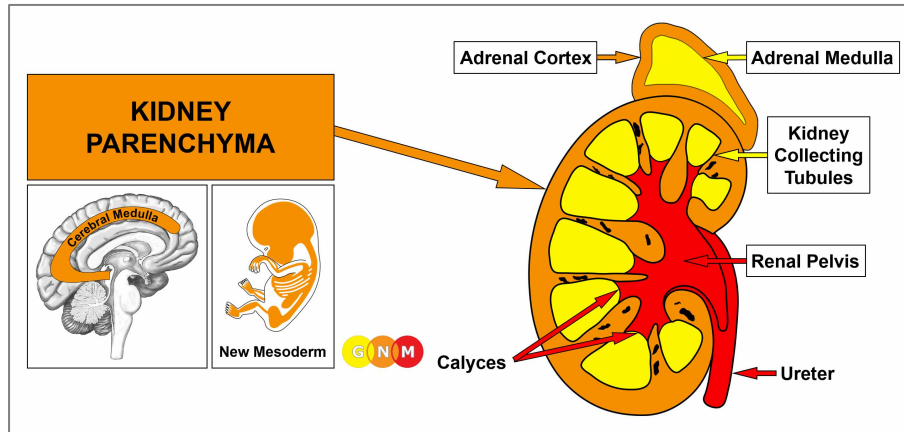 KIDNEY
PARENCHYMA
Cerebral Medulla
New Mesoderm
G N M
Adrenal Cortex
Adrenal Medulla
Kidney
Collecting
Tubules
Renal Pelvis
Calyces
Ureter